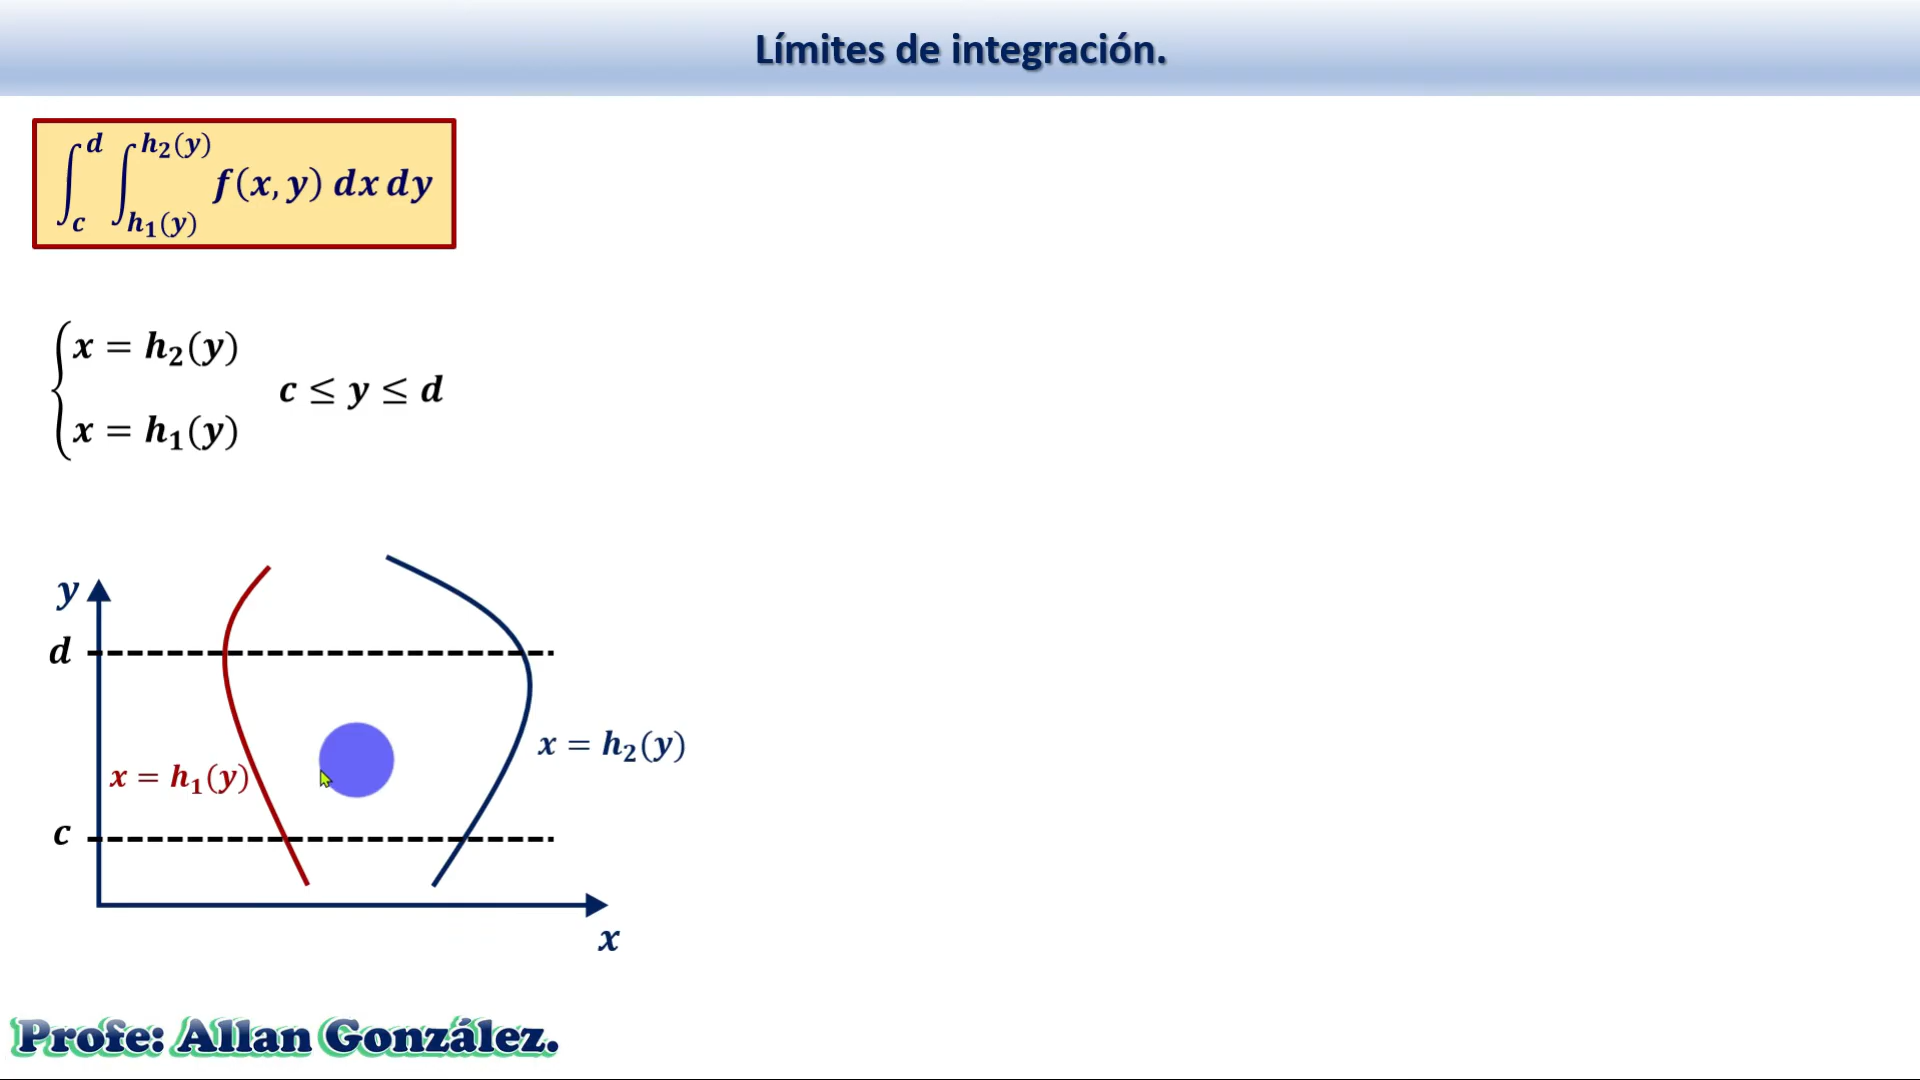 Límites de integración.
∫_c^d ∫_{h₁(y)}^{h₂(y)} f(x, y) dx dy
x = h₂(y)
c ≤ y ≤ d
x = h₁(y)
y
d
x = h₂(y)
x = h₁(y)
c
x
Profe: Allan González.